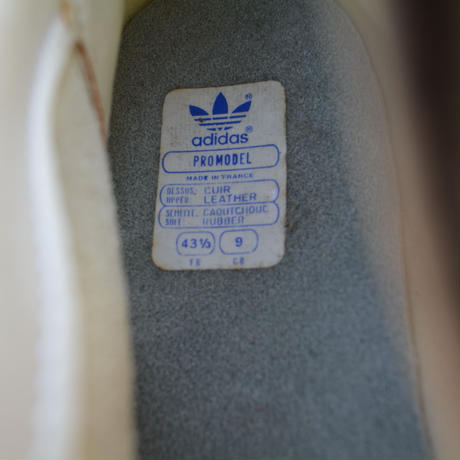 adidas®
PROMODEL
MADE IN FRANCE
DESSUS: CUIR
UPPER: LEATHER
SEMELLE: CAOUTCHOUC
SOLE: RUBBER
43⅓ 9
FR GB